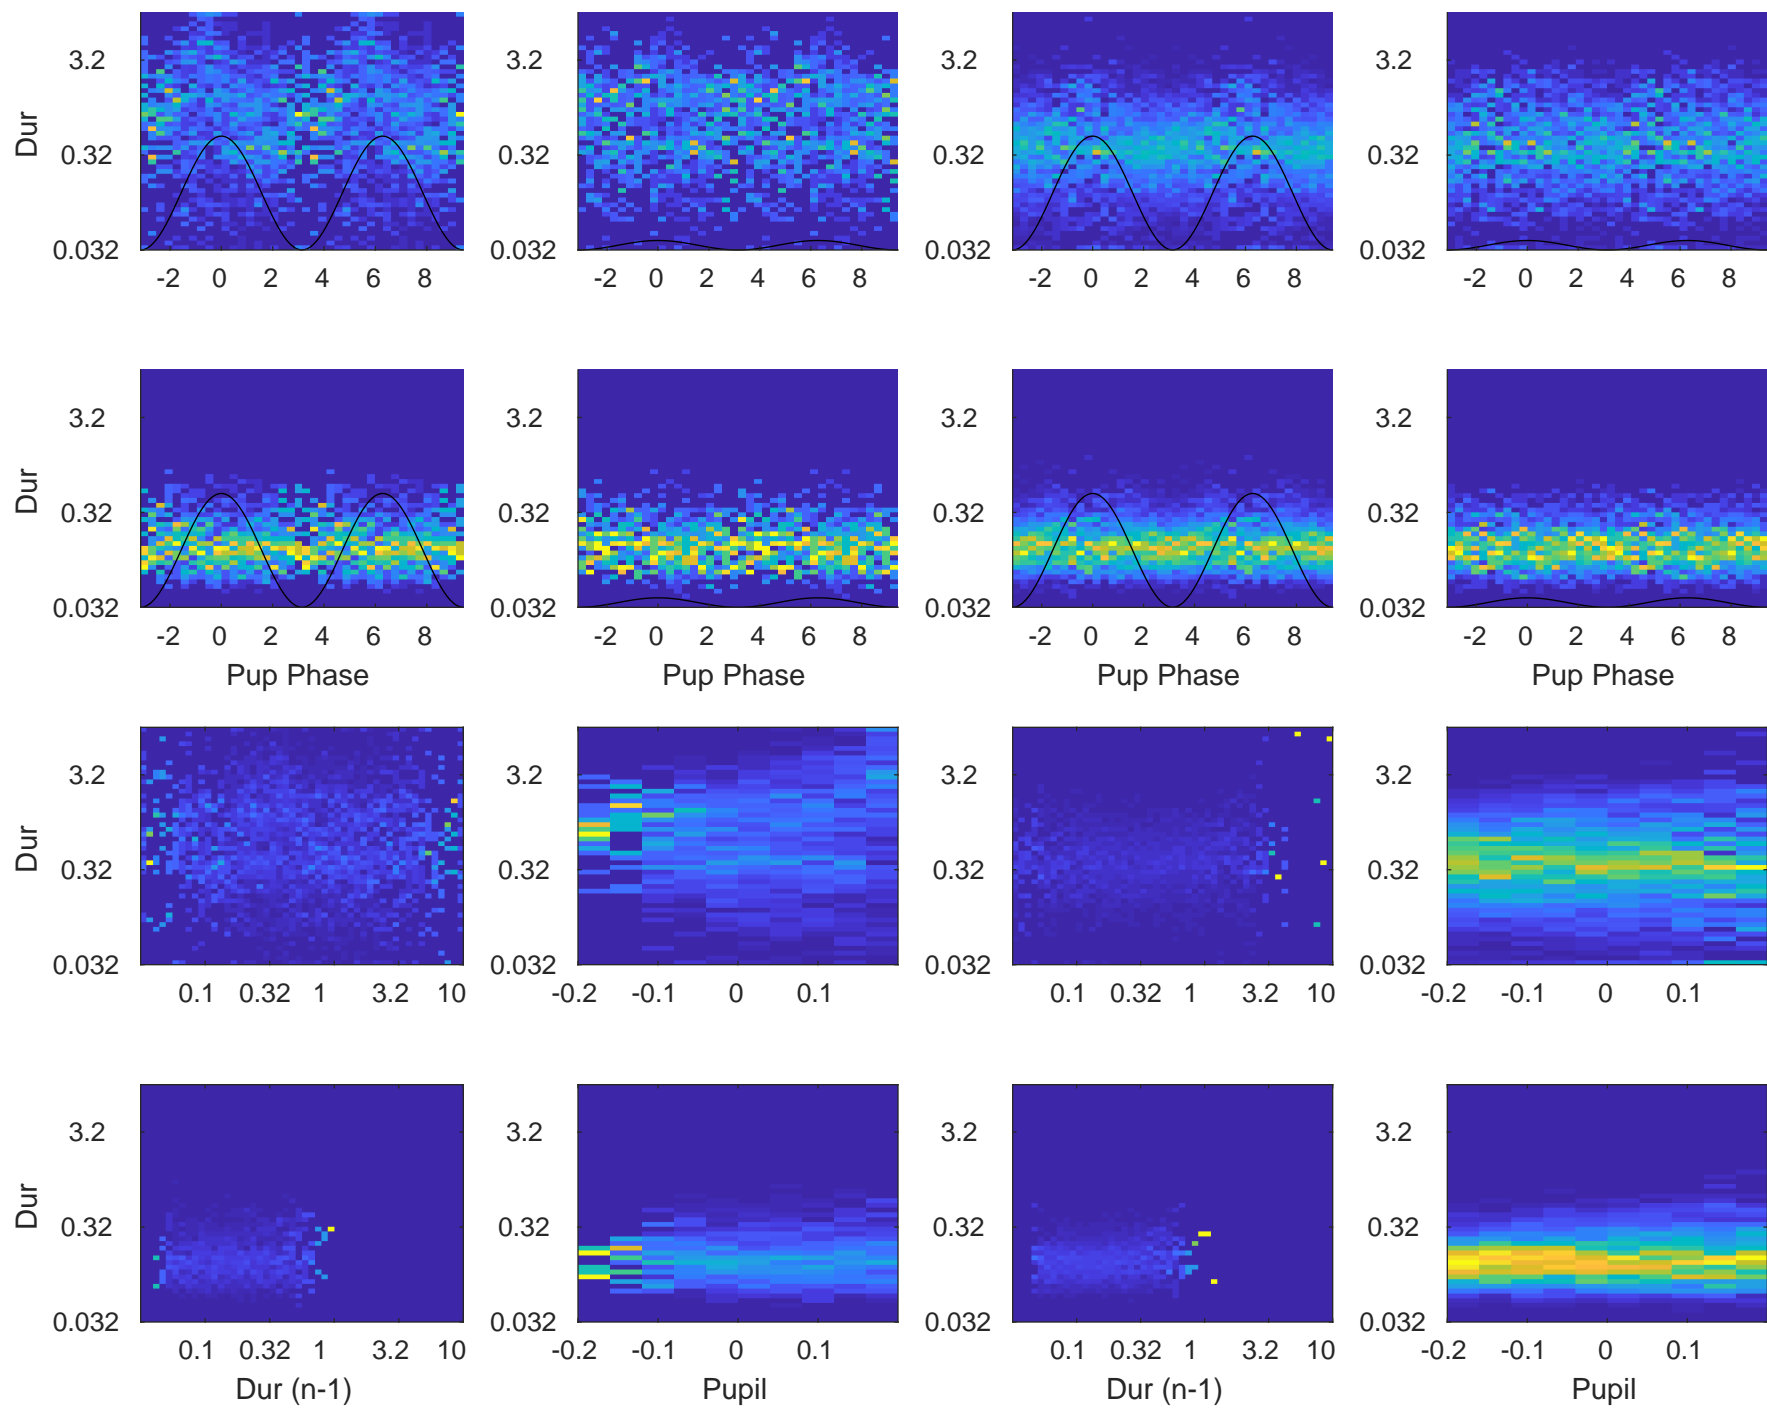 3.2 3.2 3.2 3.2
Dur
0.32 0.32 0.32 0.32
0.032 0.032 0.032 0.032
-2 0 2 4 6 8 -2 0 2 4 6 8 -2 0 2 4 6 8 -2 0 2 4 6 8
3.2 3.2 3.2 3.2
Dur
0.32 0.32 0.32 0.32
0.032 0.032 0.032 0.032
-2 0 2 4 6 8 -2 0 2 4 6 8 -2 0 2 4 6 8 -2 0 2 4 6 8
Pup Phase Pup Phase Pup Phase Pup Phase
3.2 3.2 3.2 3.2
Dur
0.32 0.32 0.32 0.32
0.032 0.032 0.032 0.032
0.1 0.32 1 3.2 10 -0.2 -0.1 0 0.1 0.1 0.32 1 3.2 10 -0.2 -0.1 0 0.1
3.2 3.2 3.2 3.2
Dur
0.32 0.32 0.32 0.32
0.032 0.032 0.032 0.032
0.1 0.32 1 3.2 10 -0.2 -0.1 0 0.1 0.1 0.32 1 3.2 10 -0.2 -0.1 0 0.1
Dur (n-1) Pupil Dur (n-1) Pupil